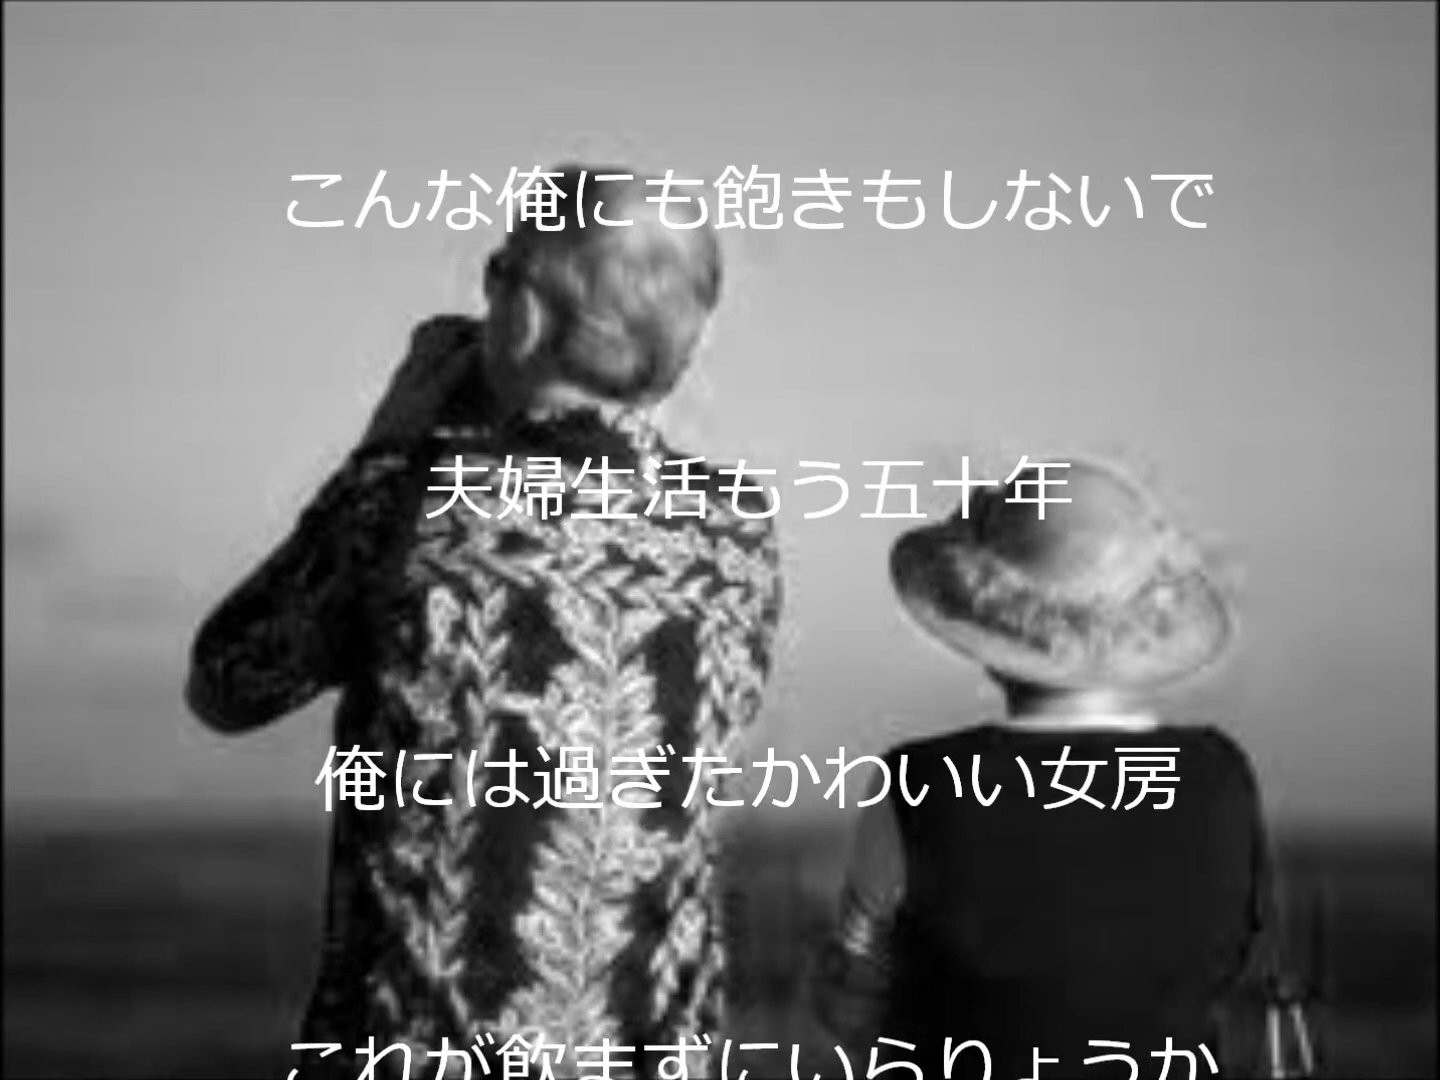 こんな俺にも飽きもしないで
夫婦生活もう五十年
俺には過ぎたかわいい女房
これが飲まずにいらりょうか